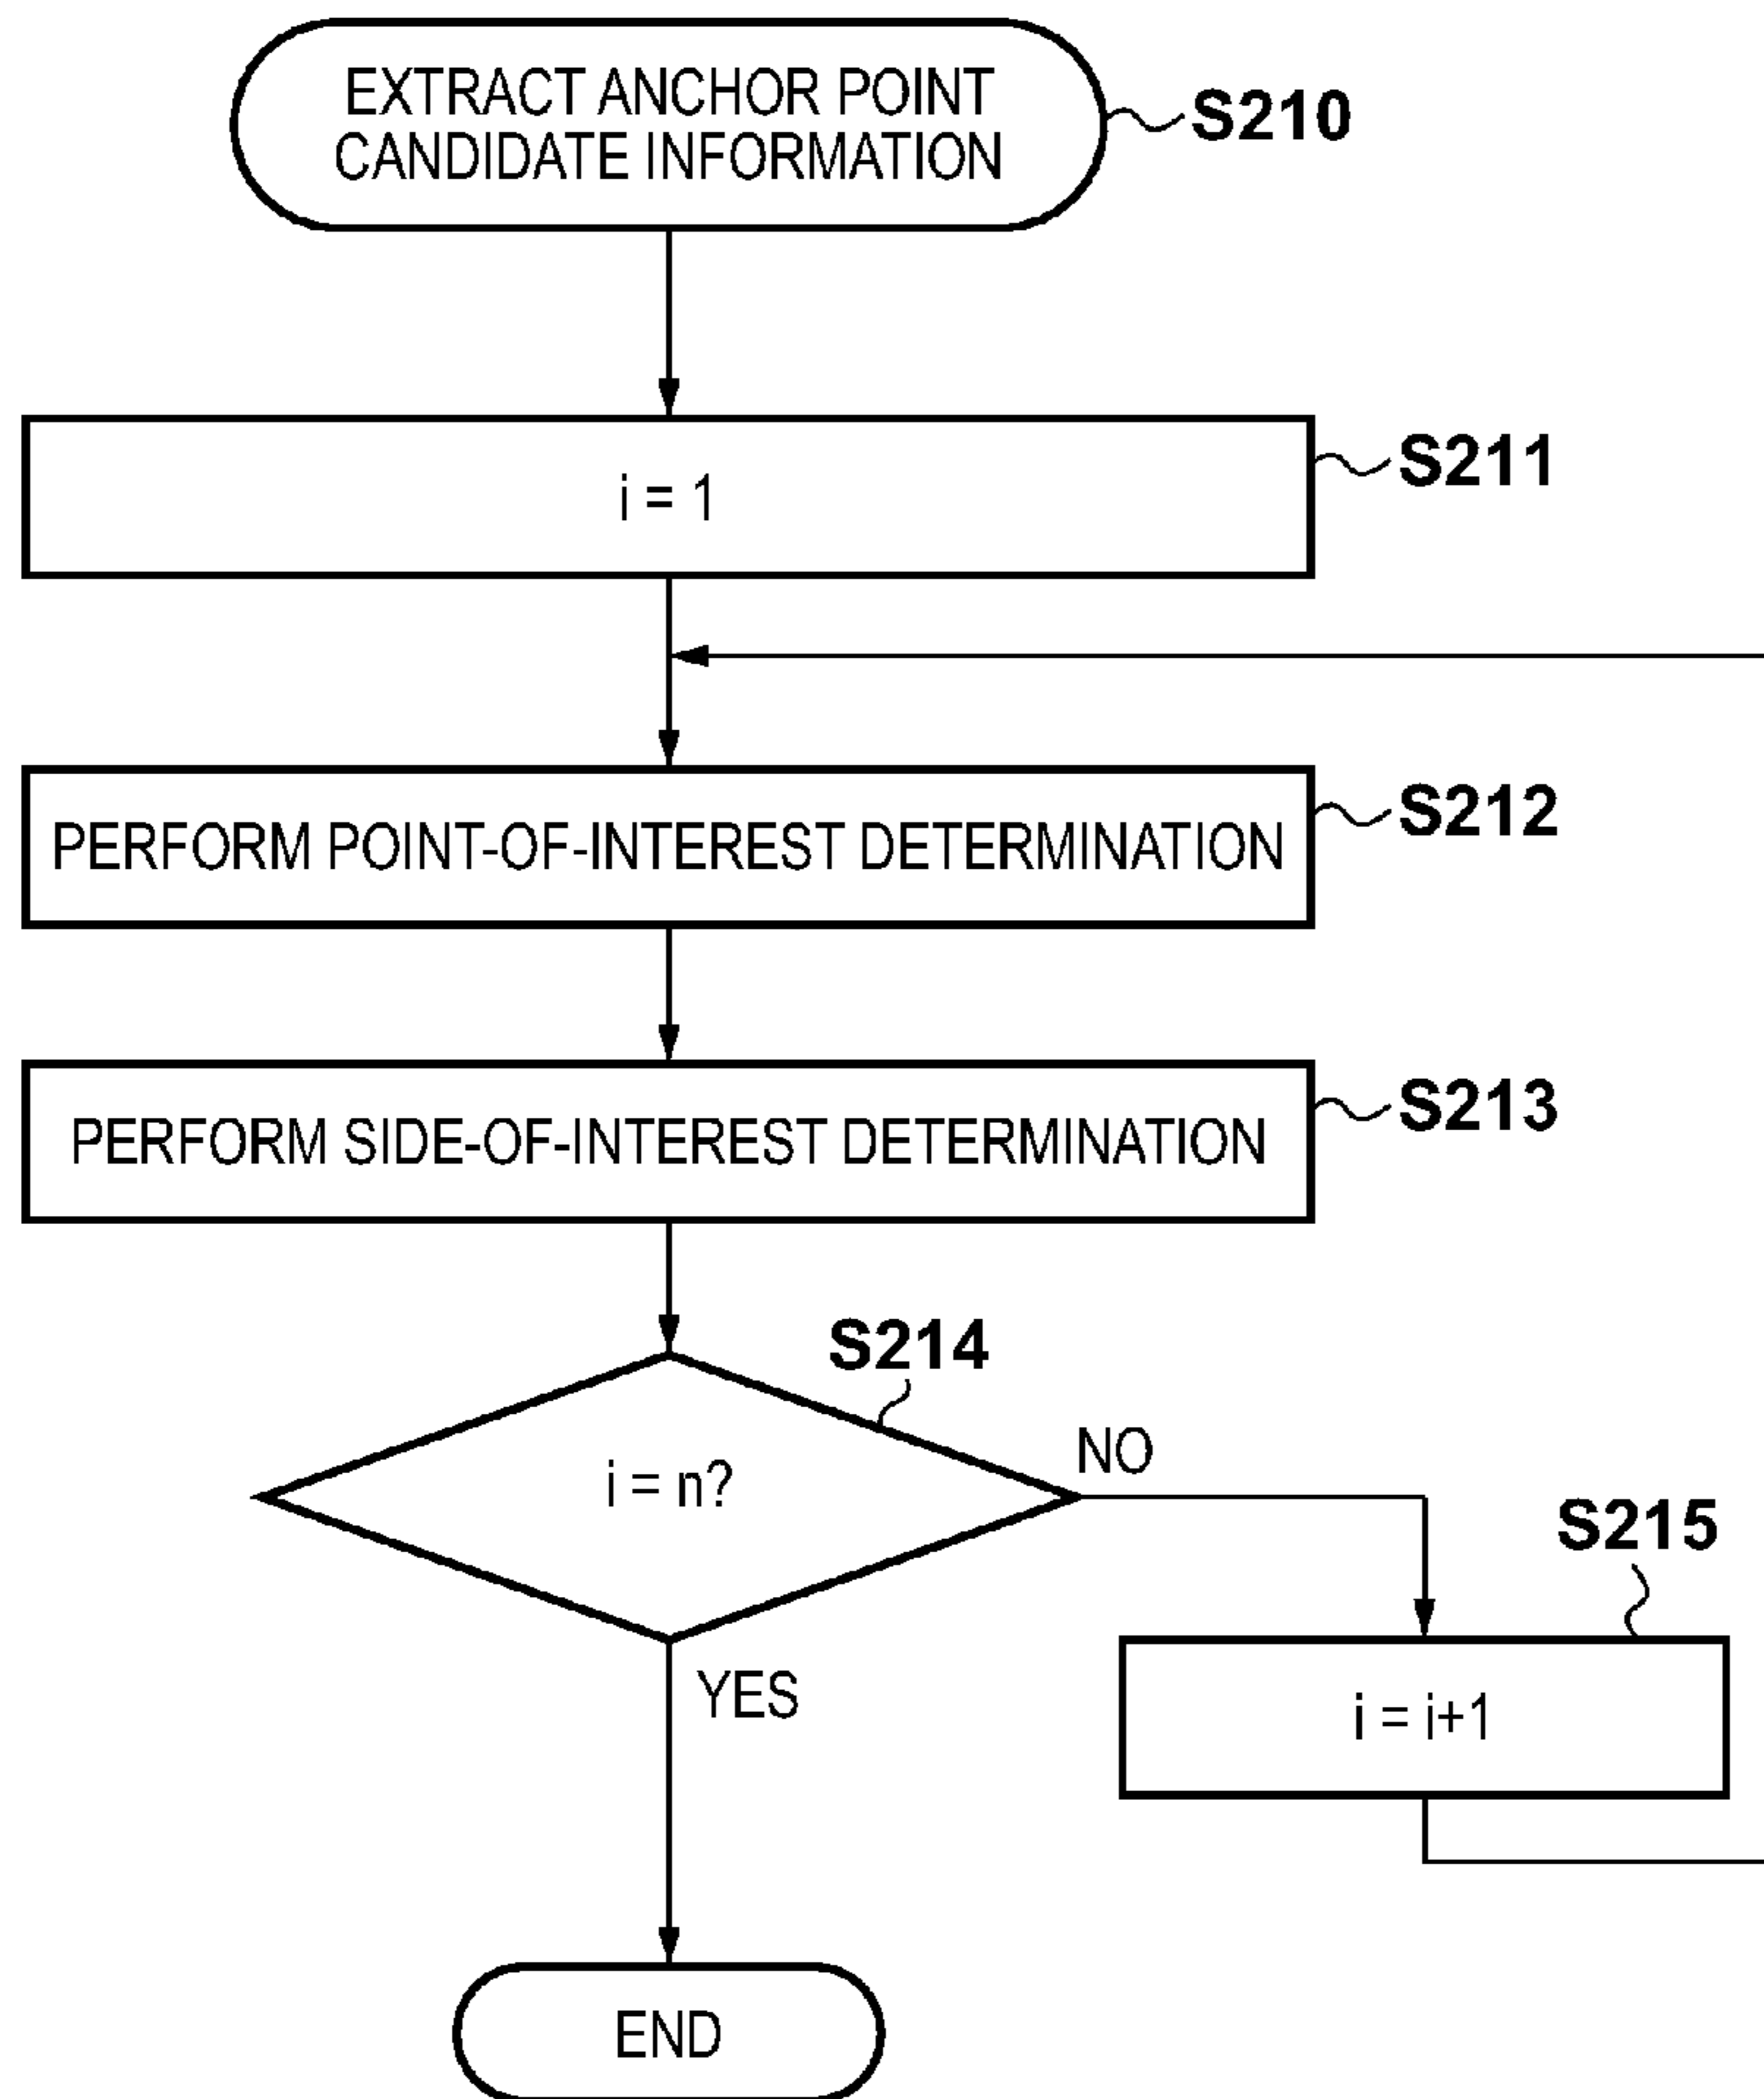 EXTRACT ANCHOR POINT
CANDIDATE INFORMATION
S210
i = 1
S211
PERFORM POINT-OF-INTEREST DETERMINATION
S212
PERFORM SIDE-OF-INTEREST DETERMINATION
S213
S214
i = n?
NO
YES
S215
i = i+1
END